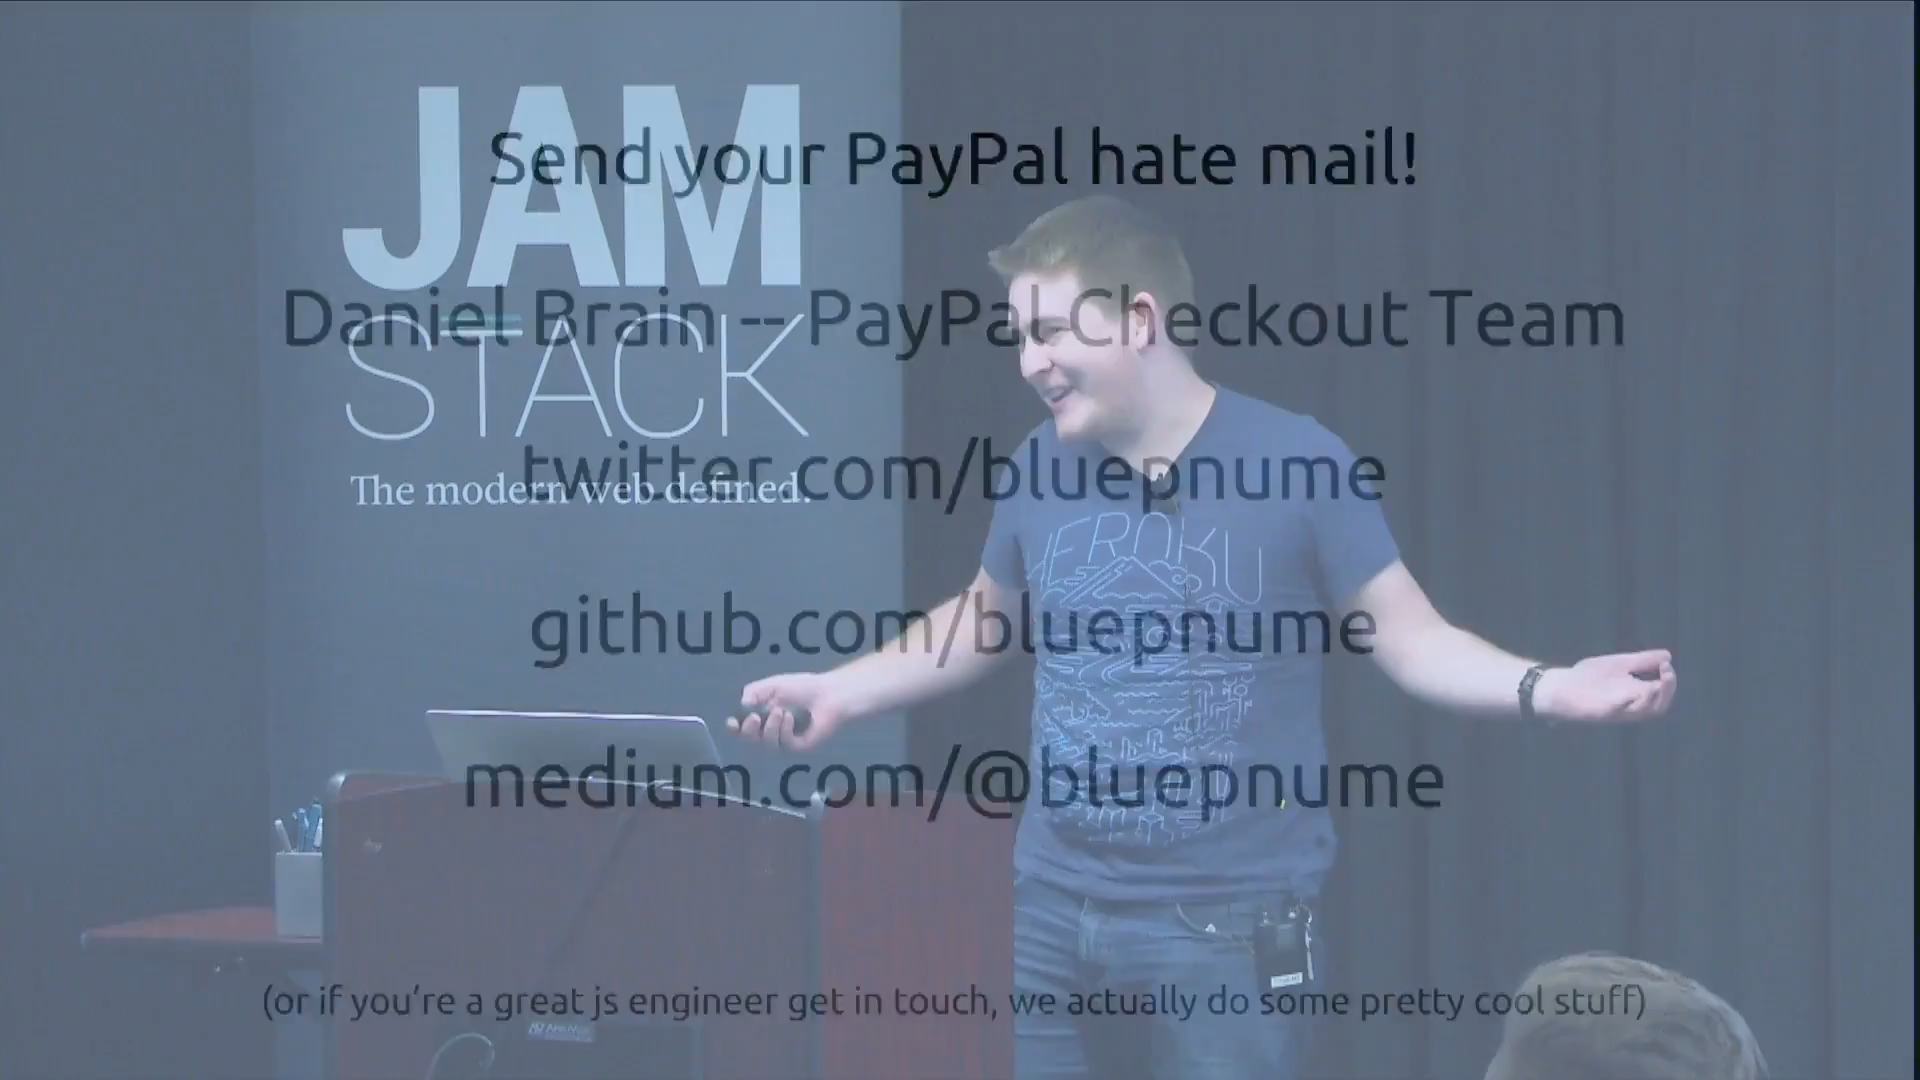 JAM
STACK
The modern web defined.
Send your PayPal hate mail!
Daniel Brain -- PayPal Checkout Team
twitter.com/bluepnume
github.com/bluepnume
medium.com/@bluepnume
(or if you're a great js engineer get in touch, we actually do some pretty cool stuff)
HEROKU